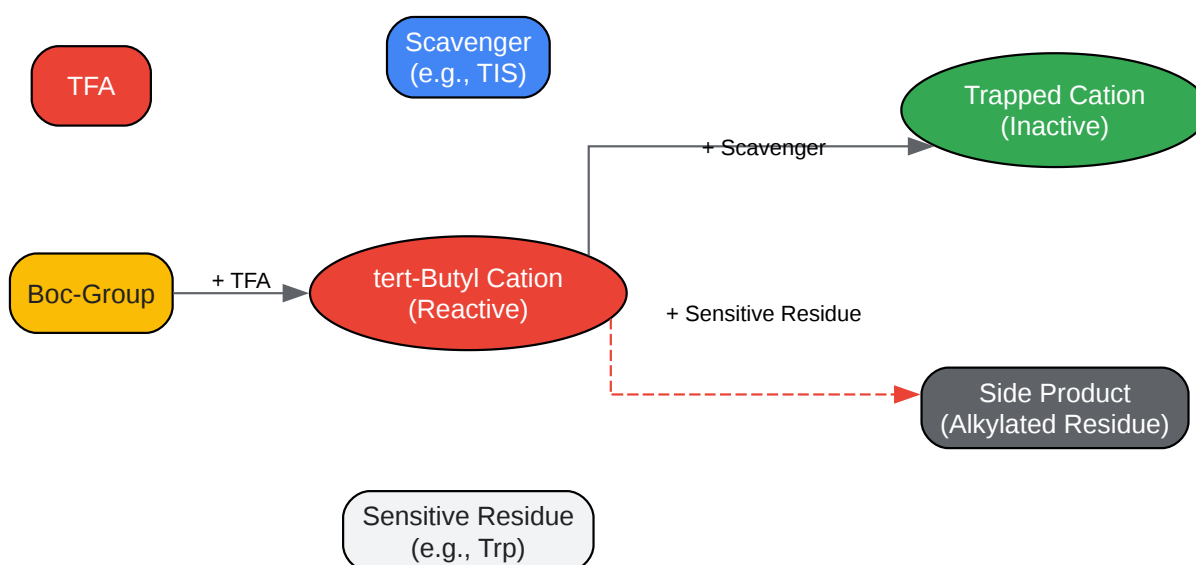 Scavenger
(e.g., TIS)
TFA
Trapped Cation
(Inactive)
+ Scavenger
Boc-Group
+ TFA
tert-Butyl Cation
(Reactive)
+ Sensitive Residue
Side Product
(Alkylated Residue)
Sensitive Residue
(e.g., Trp)